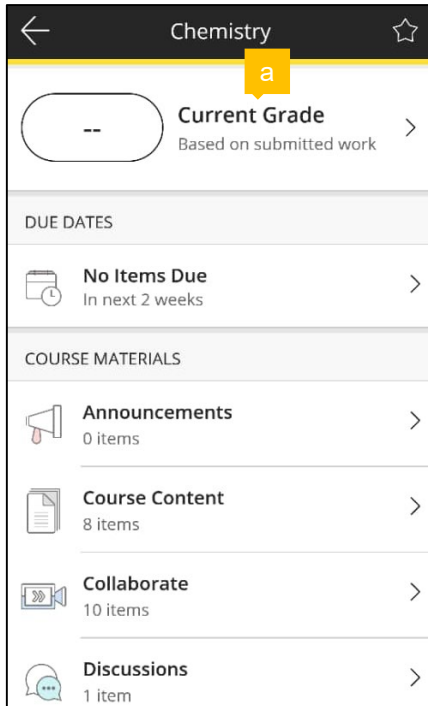 Chemistry
a
Current Grade
--
Based on submitted work
DUE DATES
No Items Due
In next 2 weeks
COURSE MATERIALS
Announcements
0 items
Course Content
8 items
Collaborate
10 items
Discussions
1 item